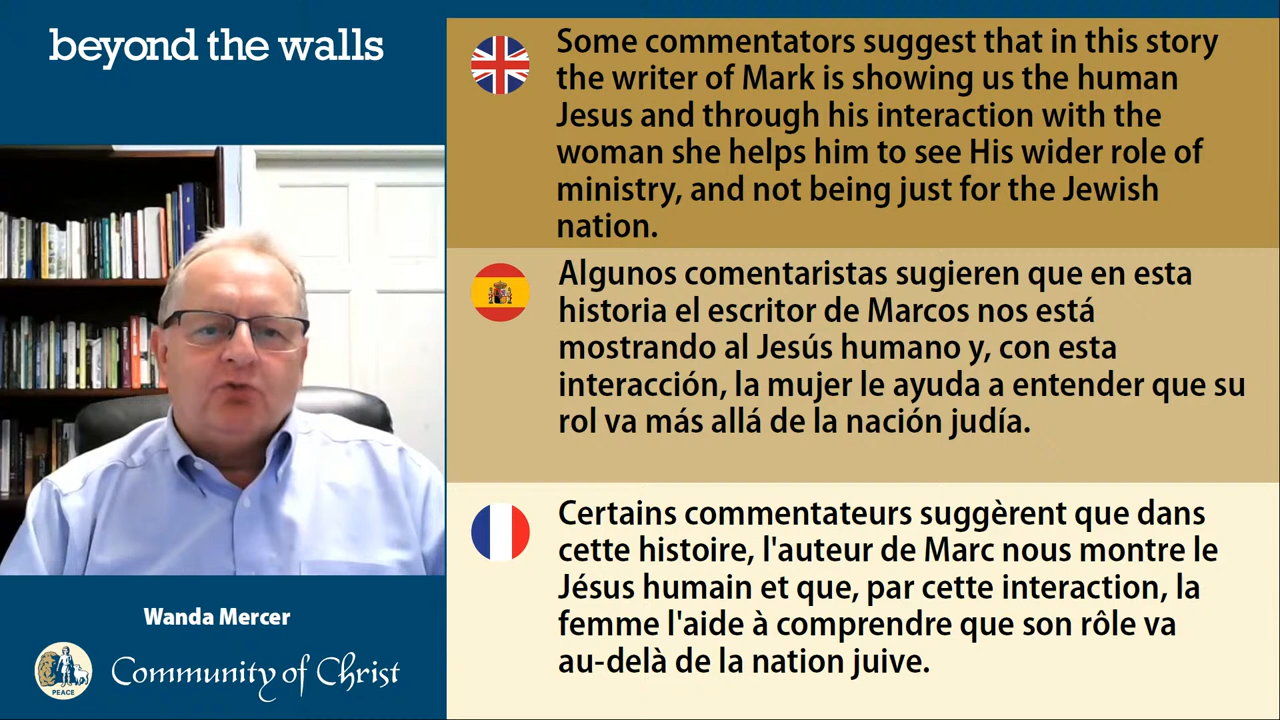 beyond the walls
Some commentators suggest that in this story
the writer of Mark is showing us the human
Jesus and through his interaction with the
woman she helps him to see His wider role of
ministry, and not being just for the Jewish
nation.
Algunos comentaristas sugieren que en esta
historia el escritor de Marcos nos está
mostrando al Jesús humano y, con esta
interacción, la mujer le ayuda a entender que su
rol va más allá de la nación judía.
Certains commentateurs suggèrent que dans
cette histoire, l'auteur de Marc nous montre le
Jésus humain et que, par cette interaction, la
femme l'aide à comprendre que son rôle va
au-delà de la nation juive.
Wanda Mercer
PEACE
Community of Christ